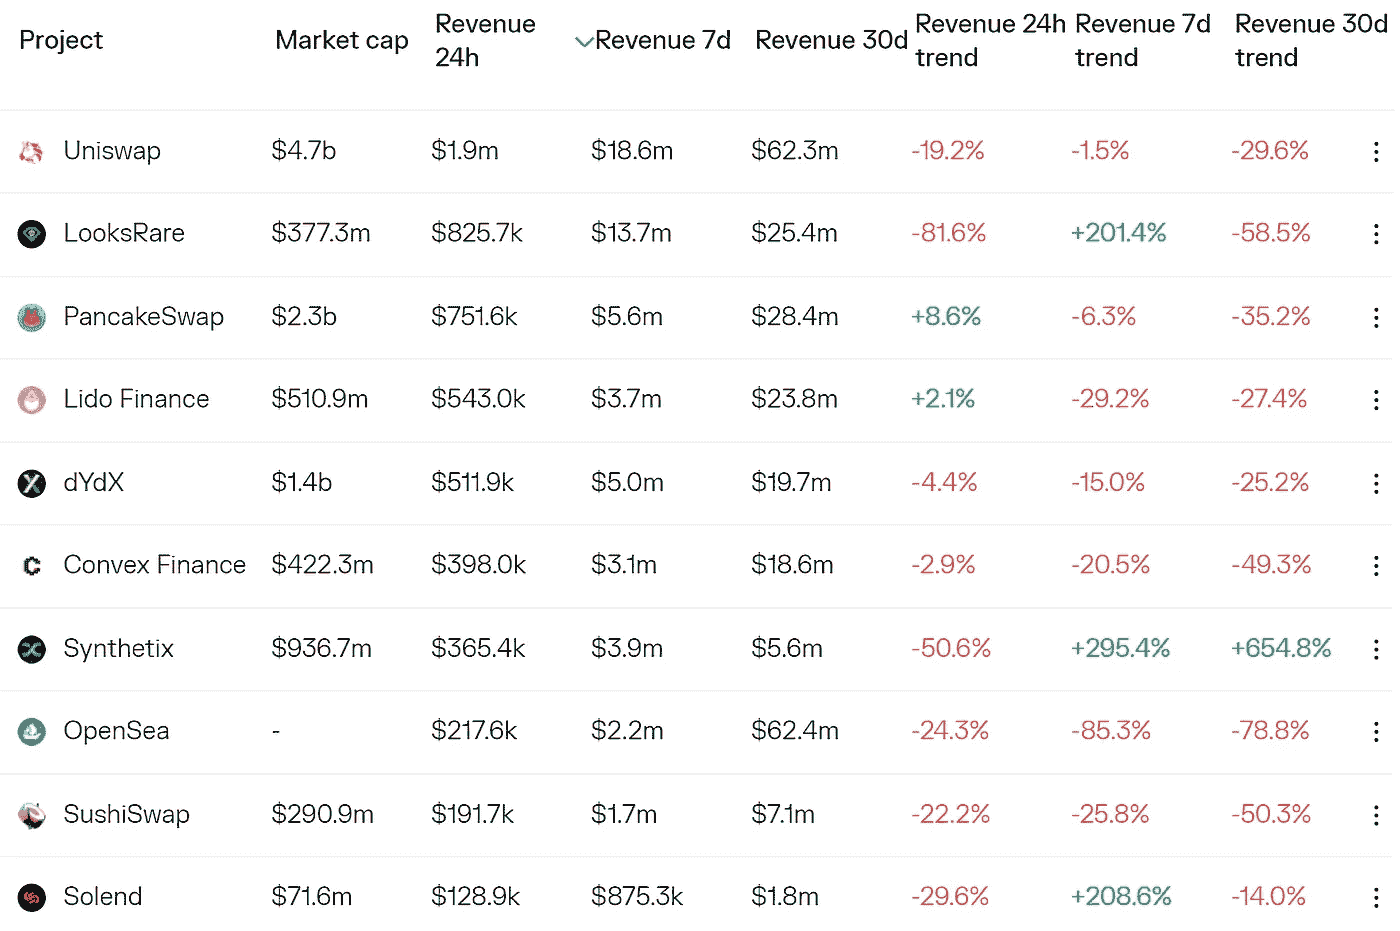 Project Market cap Revenue 24h Revenue 7d Revenue 30d Revenue 24h trend Revenue 7d trend Revenue 30d trend
Uniswap $4.7b $1.9m $18.6m $62.3m -19.2% -1.5% -29.6%
LooksRare $377.3m $825.7k $13.7m $25.4m -81.6% +201.4% -58.5%
PancakeSwap $2.3b $751.6k $5.6m $28.4m +8.6% -6.3% -35.2%
Lido Finance $510.9m $543.0k $3.7m $23.8m +2.1% -29.2% -27.4%
dYdX $1.4b $511.9k $5.0m $19.7m -4.4% -15.0% -25.2%
Convex Finance $422.3m $398.0k $3.1m $18.6m -2.9% -20.5% -49.3%
Synthetix $936.7m $365.4k $3.9m $5.6m -50.6% +295.4% +654.8%
OpenSea - $217.6k $2.2m $62.4m -24.3% -85.3% -78.8%
SushiSwap $290.9m $191.7k $1.7m $7.1m -22.2% -25.8% -50.3%
Solend $71.6m $128.9k $875.3k $1.8m -29.6% +208.6% -14.0%